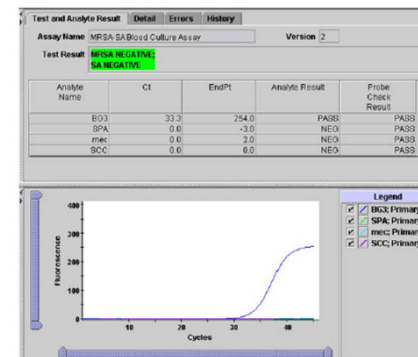 Test and Analyte Result Detail Errors History
Assay Name MRSA-SA Blood Culture Assay Version 2
Test Result MRSA NEGATIVE;
SA NEGATIVE
Analyte Name Ct EndPt Analyte Result Probe Check Result
BG3 33.3 254.0 PASS PASS
SPA 0.0 -3.0 NEG PASS
mec 0.0 2.0 NEG PASS
SCC 0.0 0.0 NEG PASS
Legend
BG3; Primary
SPA; Primary
mec; Primary
SCC; Primary
400
300
200
100
0
Fluorescence
10 20 30 40
Cycles